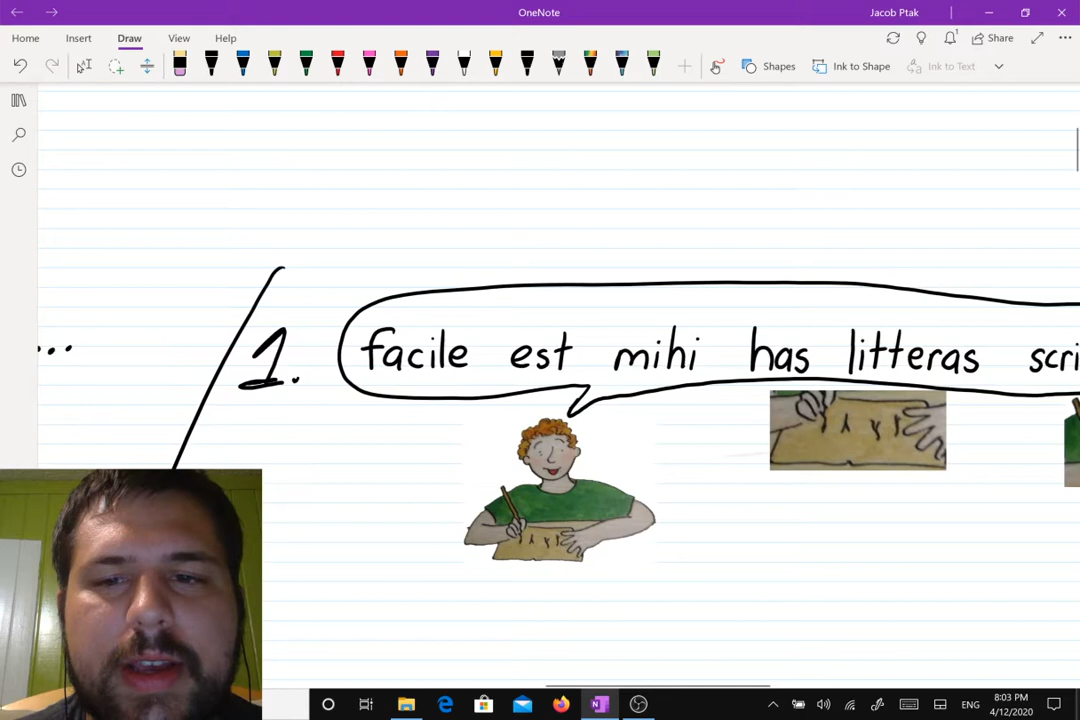 OneNote
Jacob Ptak
Home Insert Draw View Help
Share
Shapes Ink to Shape Ink to Text
... 1. facile est mihi has litteras scri
8:03 PM
ENG
4/12/2020